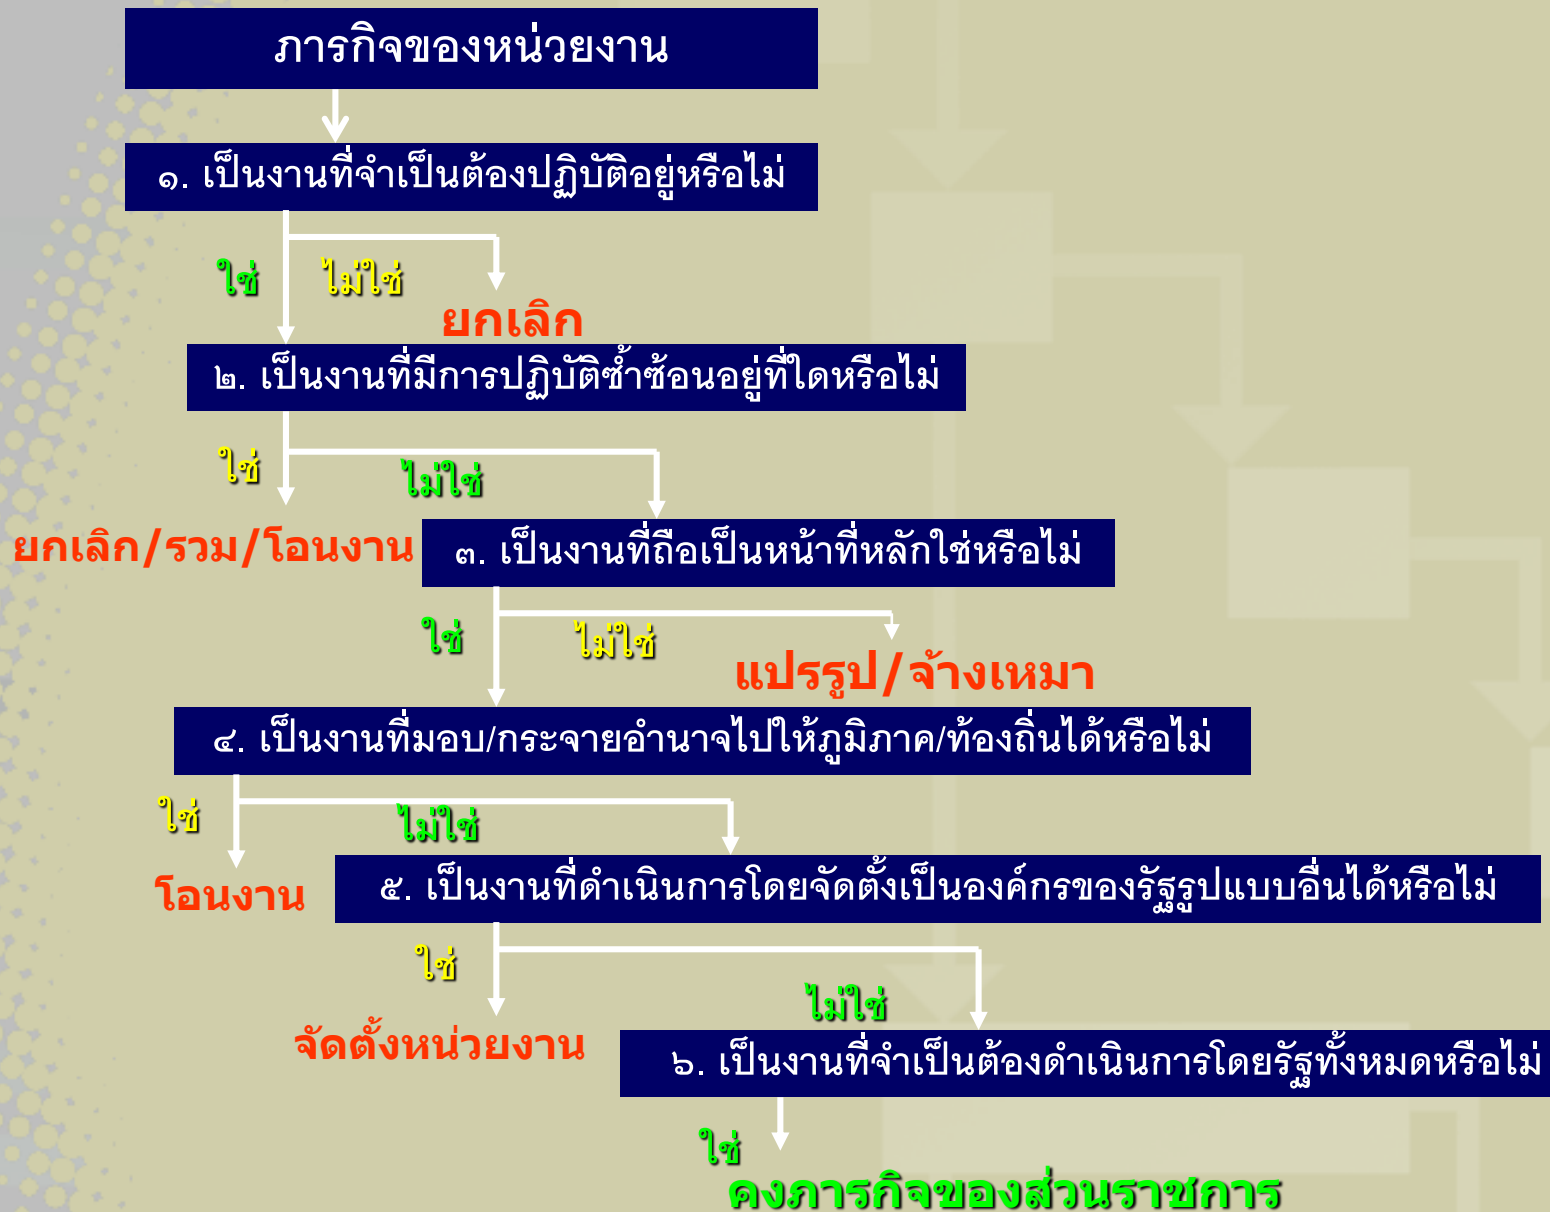 ภารกิจของหน่วยงาน
๑. เป็นงานที่จำเป็นต้องปฏิบัติอยู่หรือไม่
ใช่ ไม่ใช่
ยกเลิก
๒. เป็นงานที่มีการปฏิบัติซ้ำซ้อนอยู่ที่ใดหรือไม่
ใช่ ไม่ใช่
ยกเลิก/รวม/โอนงาน
๓. เป็นงานที่ถือเป็นหน้าที่หลักใช่หรือไม่
ใช่ ไม่ใช่
แปรรูป/จ้างเหมา
๔. เป็นงานที่มอบ/กระจายอำนาจไปให้ภูมิภาค/ท้องถิ่นได้หรือไม่
ใช่ ไม่ใช่
โอนงาน
๕. เป็นงานที่ดำเนินการโดยจัดตั้งเป็นองค์กรของรัฐรูปแบบอื่นได้หรือไม่
ใช่
ไม่ใช่
จัดตั้งหน่วยงาน
๖. เป็นงานที่จำเป็นต้องดำเนินการโดยรัฐทั้งหมดหรือไม่
ใช่
คงภารกิจของส่วนราชการ